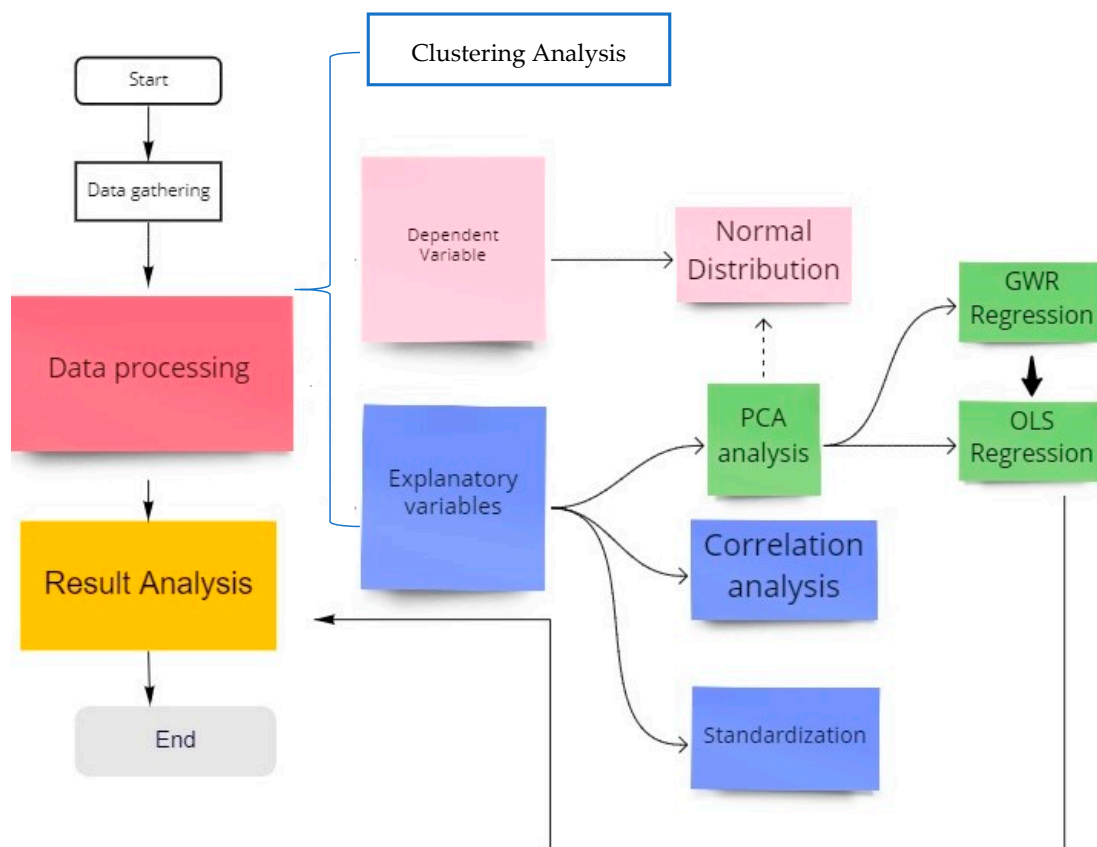 Clustering Analysis
Start
Data gathering
Data processing
Result Analysis
End
Dependent
Variable
Explanatory
variables
Normal
Distribution
PCA
analysis
Correlation
analysis
Standardization
GWR
Regression
OLS
Regression